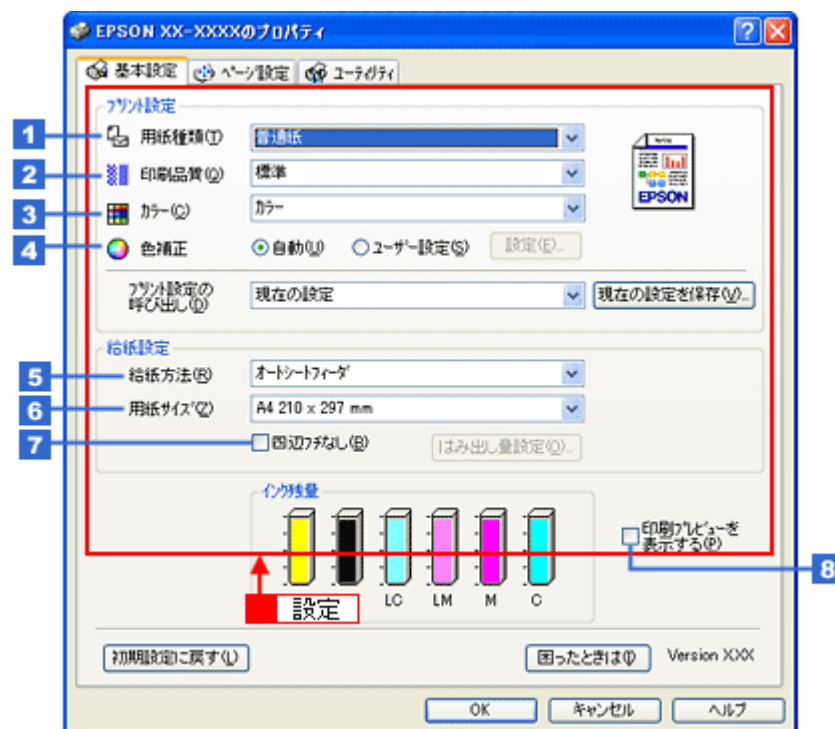 EPSON XX-XXXXのプロパティ
基本設定 ページ設定 ユーティリティ
プリント設定
1 用紙種類(T) 普通紙
2 印刷品質(Q) 標準
3 カラー(C) カラー
EPSON
4 色補正 自動(U) ユーザー設定(S) 設定(E)...
プリント設定の
呼び出し(D) 現在の設定 現在の設定を保存(V)...
給紙設定
5 給紙方法(R) オートシートフィーダ
6 用紙サイズ(Z) A4 210 x 297 mm
7 四辺フチなし(B) はみ出し量設定(O)...
インク残量
印刷プレビューを
表示する(P)
8
設定 LC LM M C
初期設定に戻す(L) 困ったときは(I) Version XXX
OK キャンセル ヘルプ